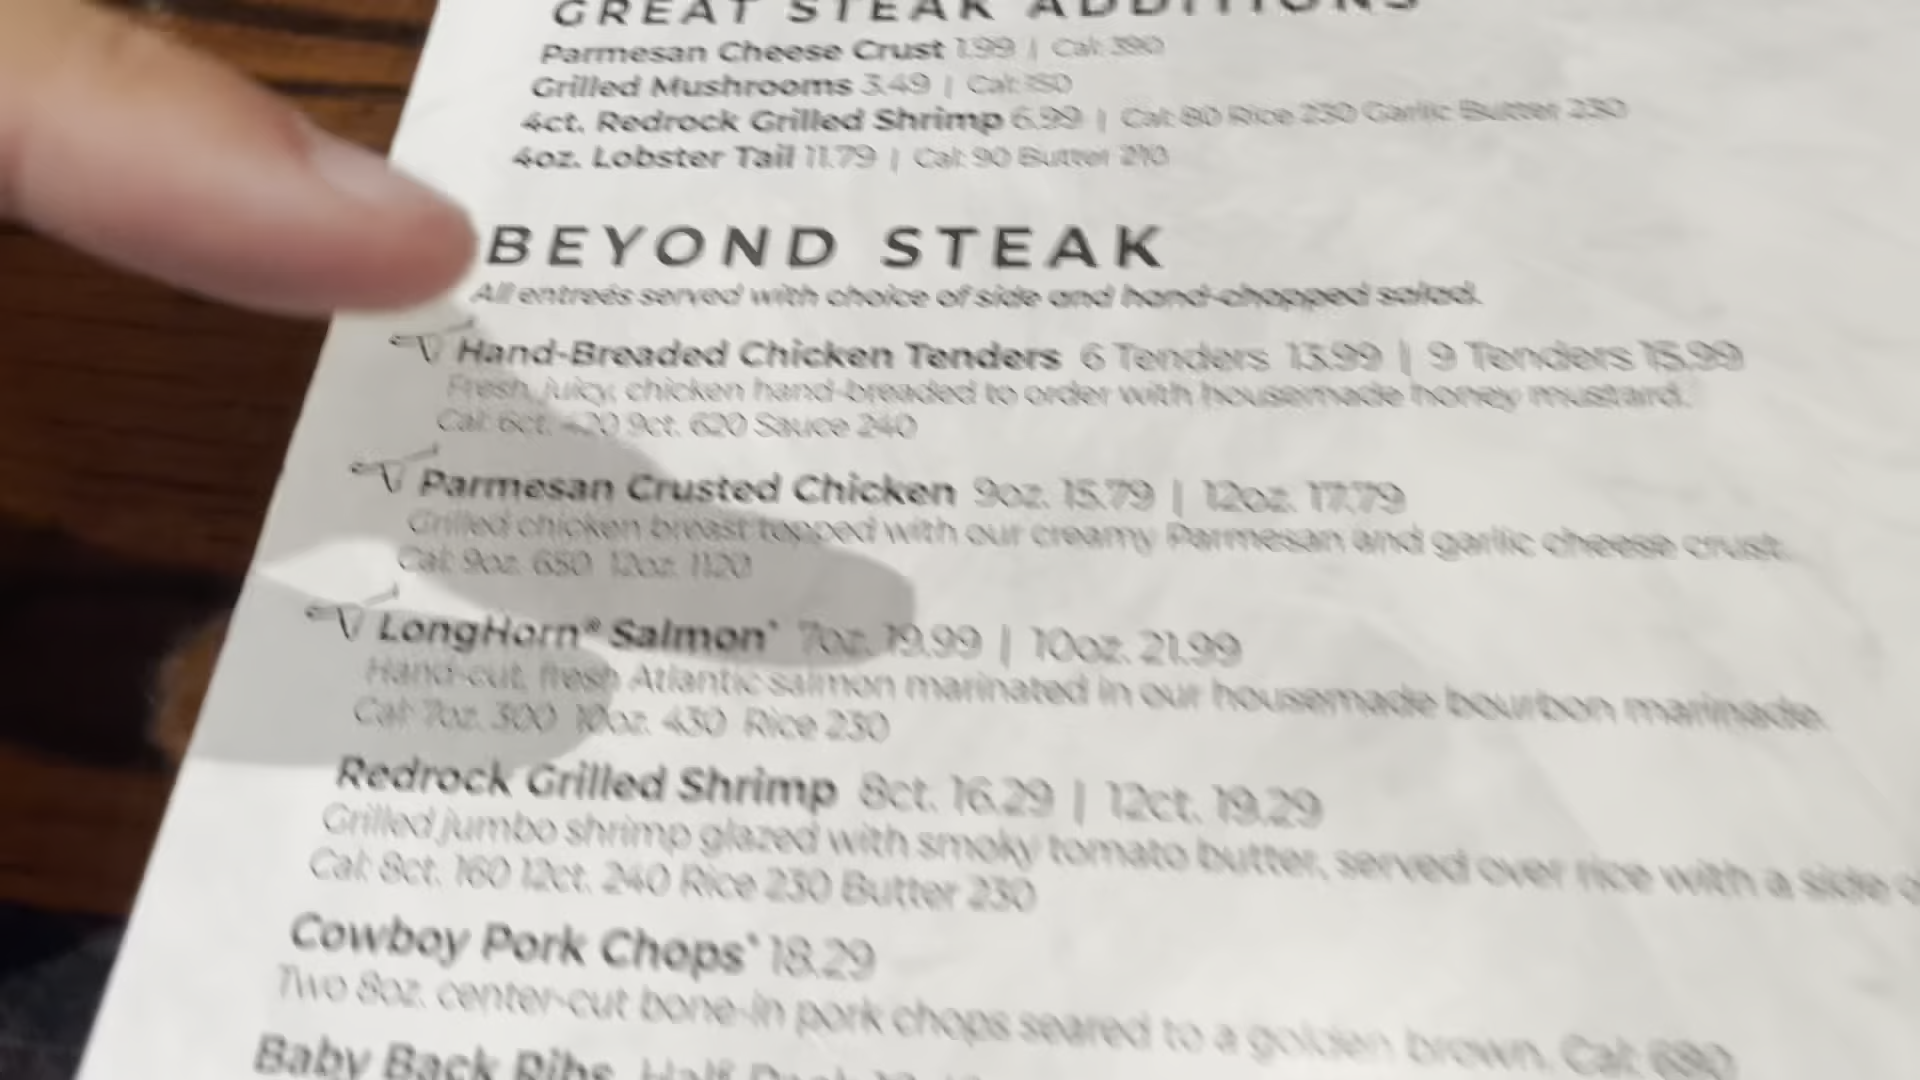 GREAT STEAK ADDITIONS
Parmesan Cheese Crust 1.99 | Cal: 390
Grilled Mushrooms 3.49 | Cal: 150
4ct. Redrock Grilled Shrimp 6.99 | Cal: 80 Rice 230 Garlic Butter 230
4oz. Lobster Tail 11.79 | Cal: 90 Butter 210
BEYOND STEAK
All entreés served with choice of side and hand-chopped salad.
Hand-Breaded Chicken Tenders 6 Tenders 13.99 | 9 Tenders 15.99
Fresh, juicy, chicken hand-breaded to order with housemade honey mustard.
Cal: 6ct. 420 9ct. 620 Sauce 240
Parmesan Crusted Chicken 9oz. 15.79 | 12oz. 17.79
Grilled chicken breast topped with our creamy Parmesan and garlic cheese crust.
Cal: 9oz. 650 12oz. 1120
LongHorn® Salmon* 7oz. 19.99 | 10oz. 21.99
Hand-cut, fresh Atlantic salmon marinated in our housemade bourbon marinade.
Cal: 7oz. 300 10oz. 430 Rice 230
Redrock Grilled Shrimp 8ct. 16.29 | 12ct. 19.29
Grilled jumbo shrimp glazed with smoky tomato butter, served over rice with a side
Cal: 8ct. 160 12ct. 240 Rice 230 Butter 230
Cowboy Pork Chops* 18.29
Two 8oz. center-cut bone-in pork chops seared to a golden brown. Cal: 680
Baby Back Ribs Half Rack